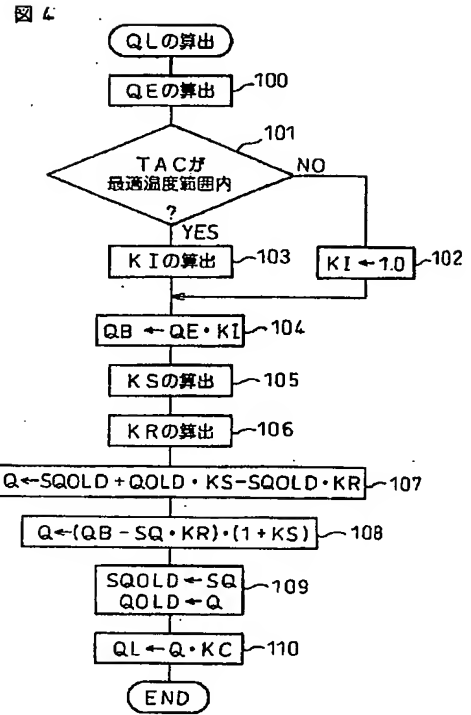 図 4
QLの算出
QEの算出
100
101
TACが
最適温度範囲内
?
NO
YES
KIの算出
103
KI←1.0
102
QB ← QE・KI
104
KSの算出
105
KRの算出
106
Q←SQOLD+QOLD・KS−SQOLD・KR
107
Q←(QB−SQ・KR)・(1+KS)
108
SQOLD←SQ
QOLD←Q
109
QL←Q・KC
110
END